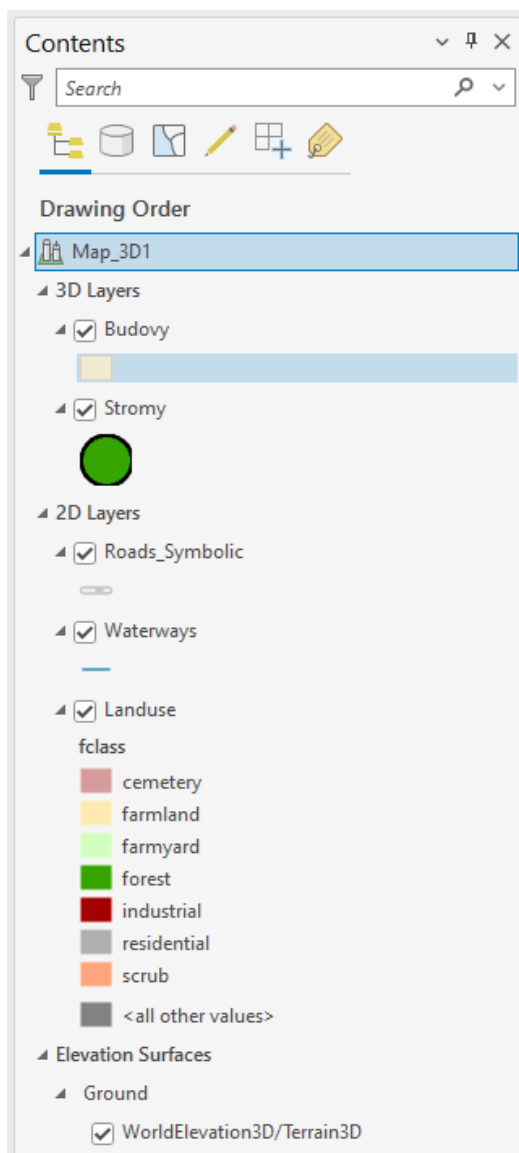 Contents
Search
Drawing Order
Map_3D1
3D Layers
Budovy
Stromy
2D Layers
Roads_Symbolic
Waterways
Landuse
fclass
cemetery
farmland
farmyard
forest
industrial
residential
scrub
<all other values>
Elevation Surfaces
Ground
WorldElevation3D/Terrain3D